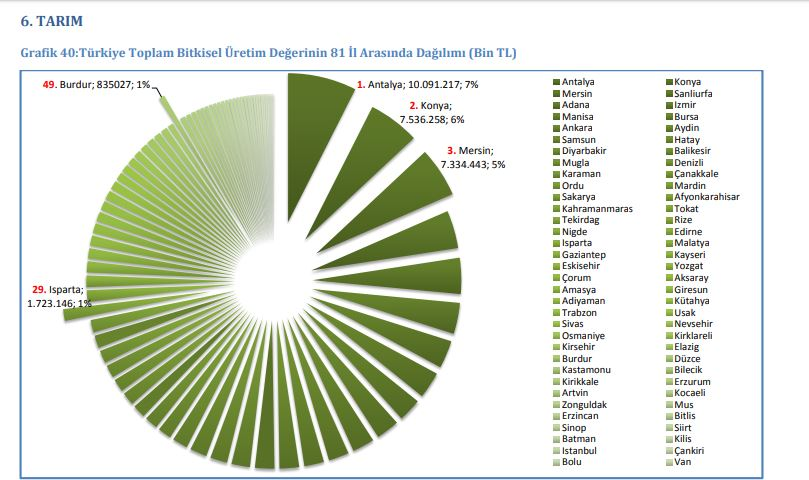 6. TARIM
Grafik 40:Türkiye Toplam Bitkisel Üretim Değerinin 81 İl Arasında Dağılımı (Bin TL)
49. Burdur; 835027; 1%
1. Antalya; 10.091.217; 7%
2. Konya;
7.536.258; 6%
3. Mersin;
7.334.443; 5%
29. Isparta;
1.723.146; 1%
Antalya Konya
Mersin Sanliurfa
Adana Izmir
Manisa Bursa
Ankara Aydin
Samsun Hatay
Diyarbakir Balikesir
Mugla Denizli
Karaman Çanakkale
Ordu Mardin
Sakarya Afyonkarahisar
Kahramanmaras Tokat
Tekirdag Rize
Nigde Edirne
Isparta Malatya
Gaziantep Kayseri
Eskisehir Yozgat
Çorum Aksaray
Amasya Giresun
Adiyaman Kütahya
Trabzon Usak
Sivas Nevsehir
Osmaniye Kirklareli
Kirsehir Elazig
Burdur Düzce
Kastamonu Bilecik
Kirikkale Erzurum
Artvin Kocaeli
Zonguldak Mus
Erzincan Bitlis
Sinop Siirt
Batman Kilis
Istanbul Çankiri
Bolu Van